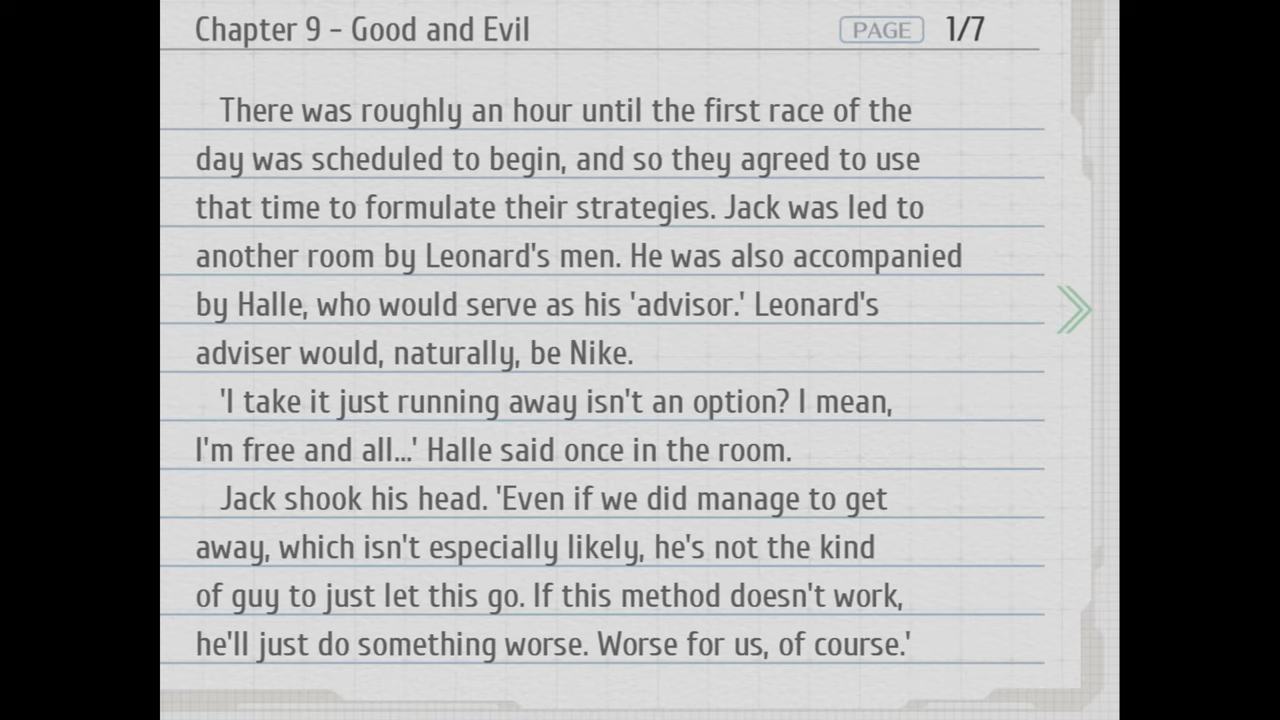 Chapter 9 - Good and Evil
PAGE 1/7
There was roughly an hour until the first race of the
day was scheduled to begin, and so they agreed to use
that time to formulate their strategies. Jack was led to
another room by Leonard's men. He was also accompanied
by Halle, who would serve as his 'advisor.' Leonard's
adviser would, naturally, be Nike.
'I take it just running away isn't an option? I mean,
I'm free and all...' Halle said once in the room.
Jack shook his head. 'Even if we did manage to get
away, which isn't especially likely, he's not the kind
of guy to just let this go. If this method doesn't work,
he'll just do something worse. Worse for us, of course.'